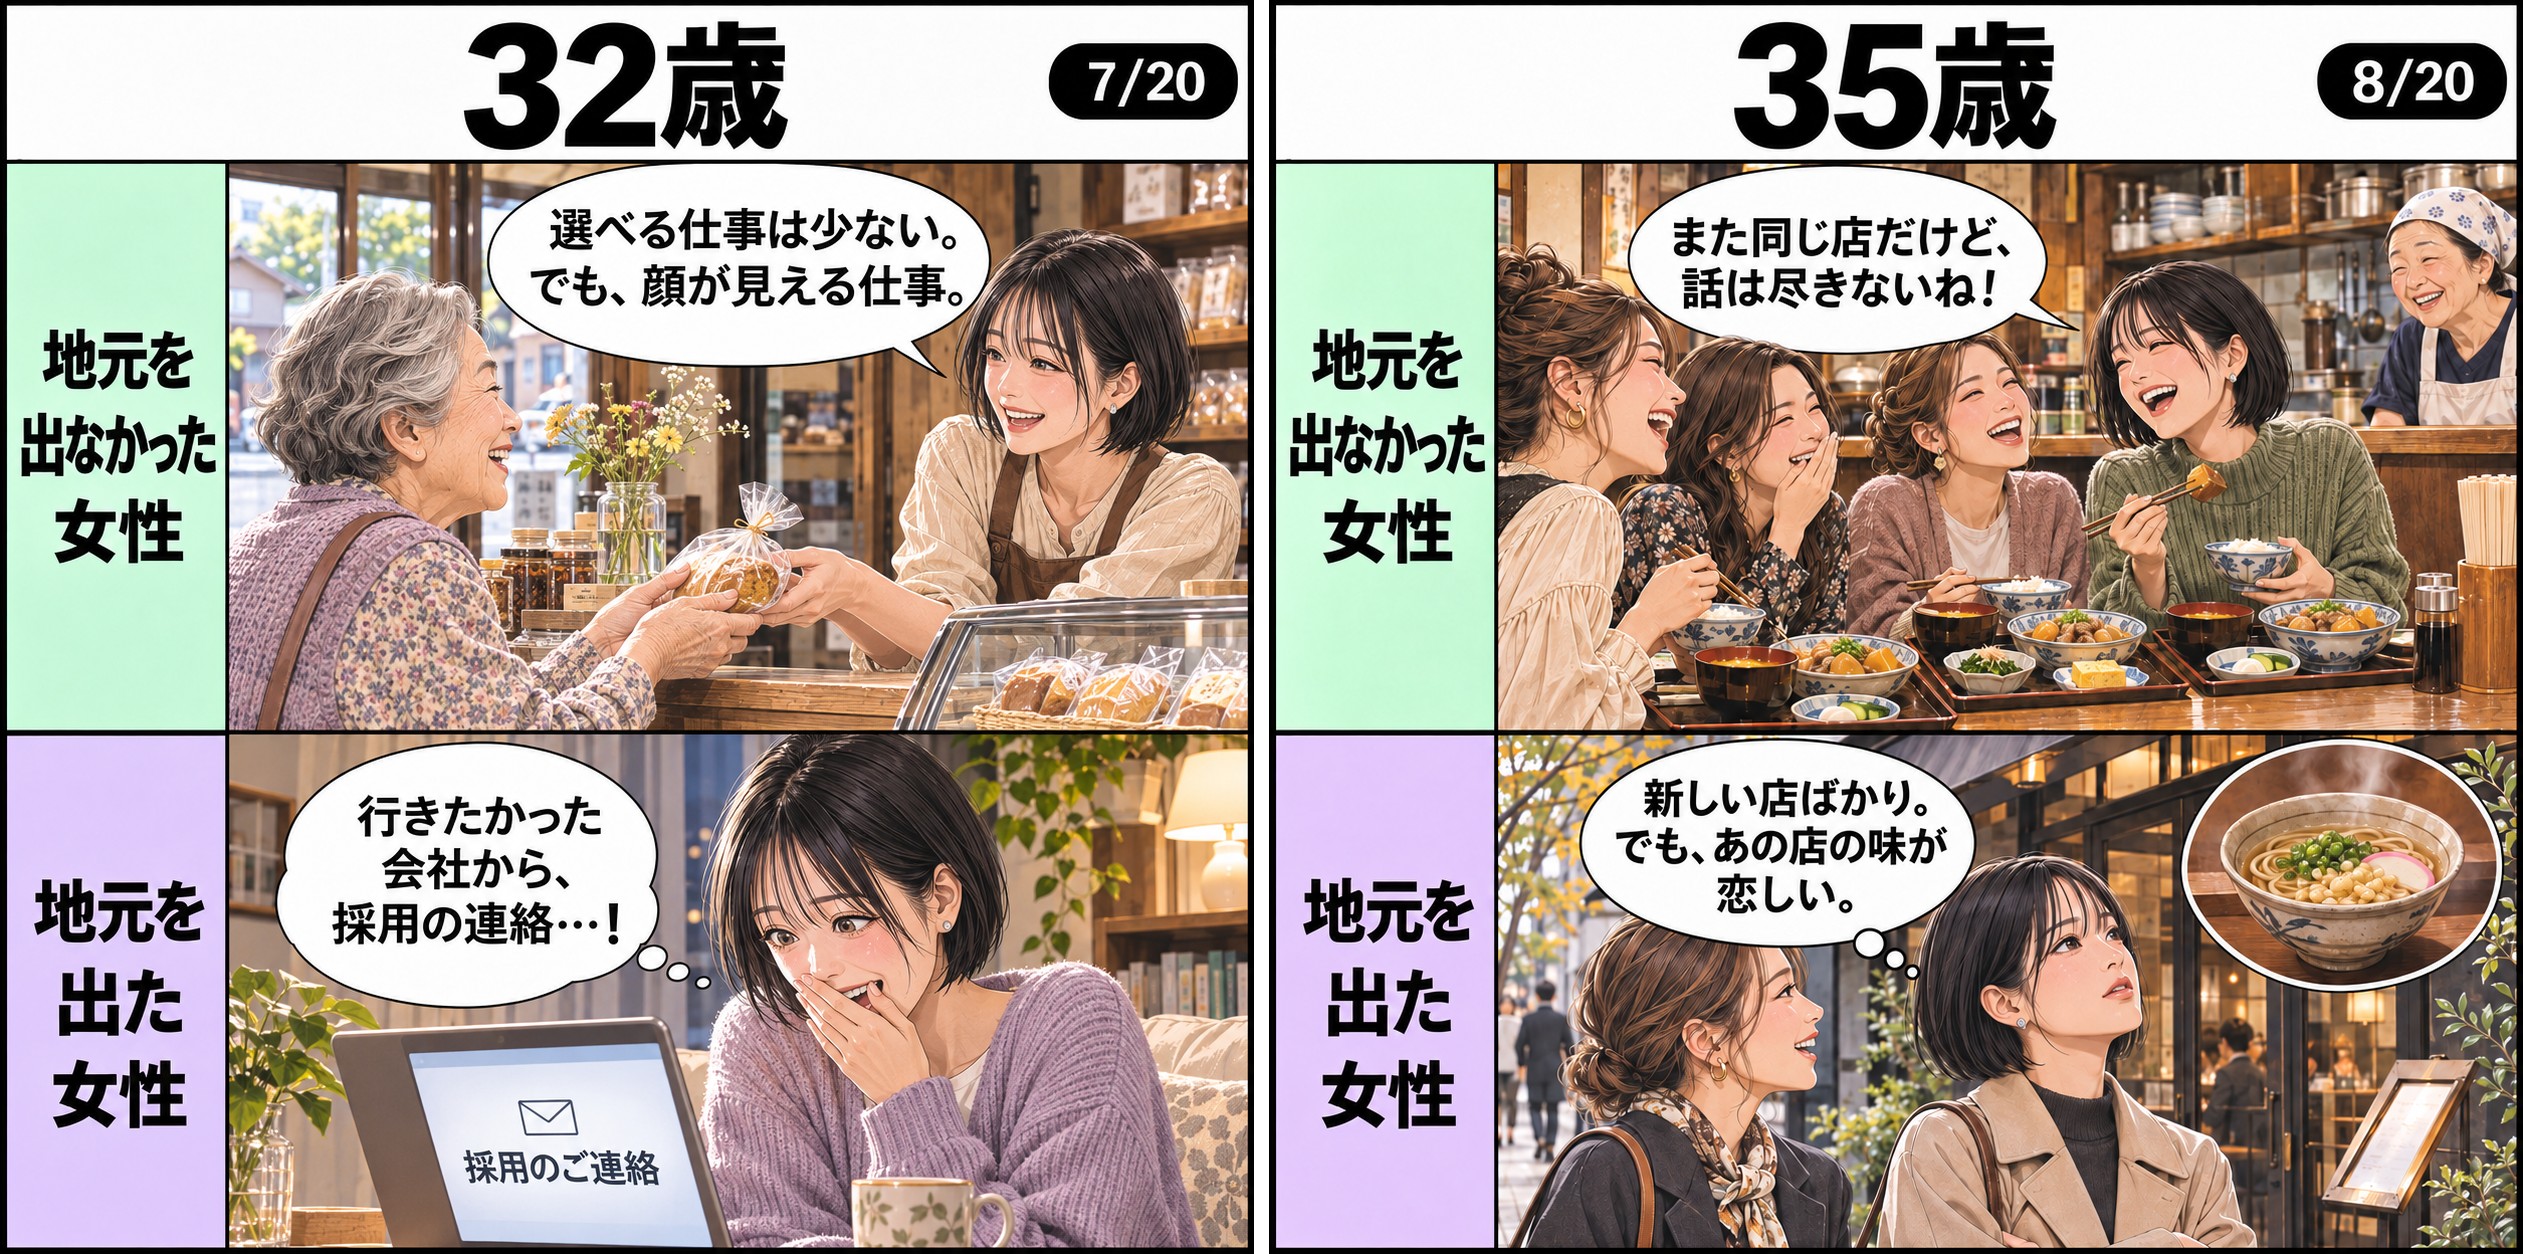 32歳
7/20
地元を
出なかった
女性
選べる仕事は少ない。
でも、顔が見える仕事。
地元を
出た
女性
行きたかった
会社から、
採用の連絡…！
採用のご連絡
35歳
8/20
地元を
出なかった
女性
また同じ店だけど、
話は尽きないね！
地元を
出た
女性
新しい店ばかり。
でも、あの店の味が
恋しい。